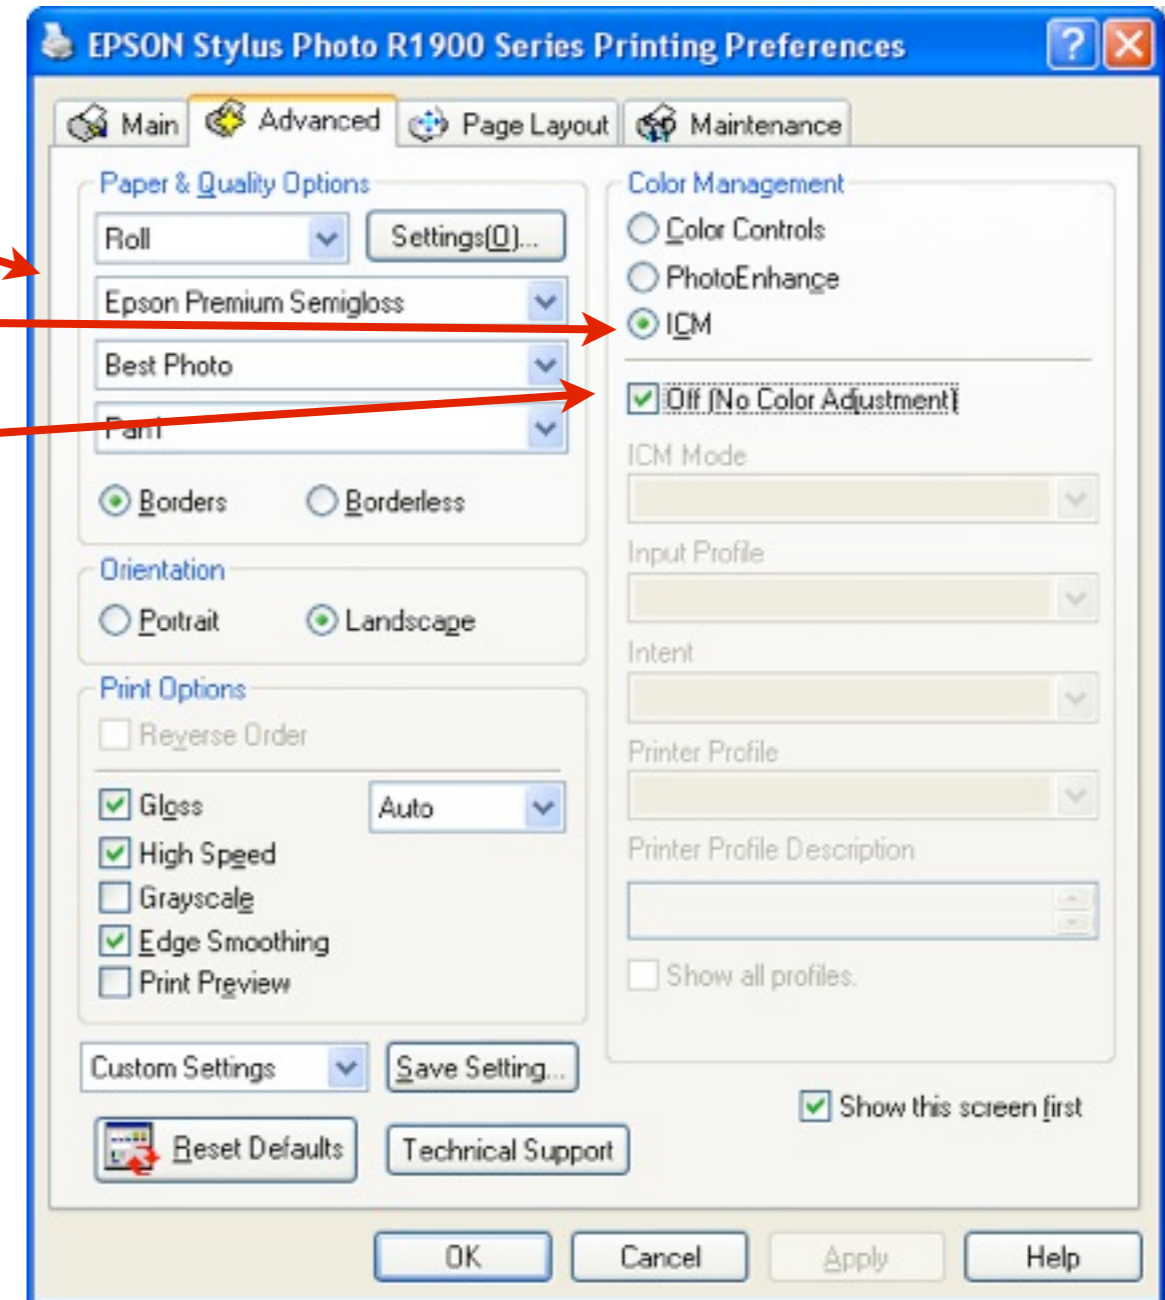 EPSON Stylus Photo R1900 Series Printing Preferences
Main
Advanced
Page Layout
Maintenance
Paper & Quality Options
Roll
Settings(O)...
Epson Premium Semigloss
Best Photo
Pan1
Borders
Borderless
Orientation
Portrait
Landscape
Print Options
Reverse Order
Gloss
Auto
High Speed
Grayscale
Edge Smoothing
Print Preview
Custom Settings
Save Setting...
Reset Defaults
Technical Support
Color Management
Color Controls
PhotoEnhance
ICM
Off (No Color Adjustment)
ICM Mode
Input Profile
Intent
Printer Profile
Printer Profile Description
Show all profiles.
Show this screen first
OK
Cancel
Apply
Help